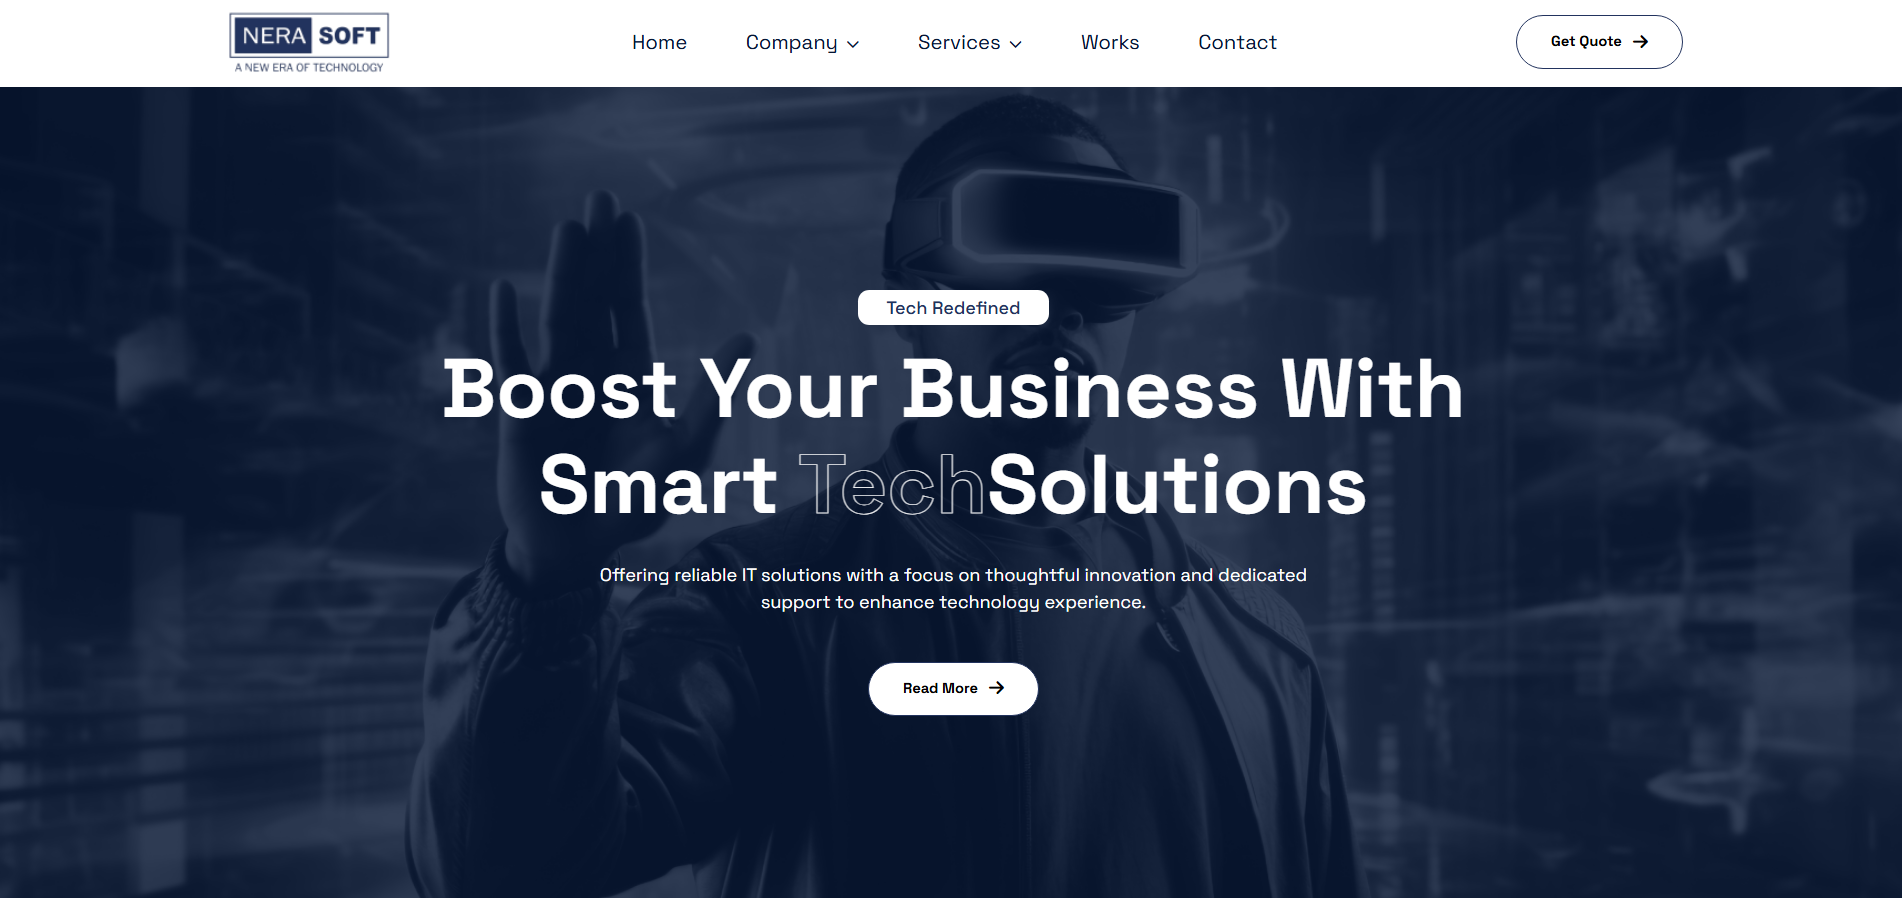 NERA SOFT
A NEW ERA OF TECHNOLOGY
Home
Company
Services
Works
Contact
Get Quote
Tech Redefined
Boost Your Business With
Smart TechSolutions
Offering reliable IT solutions with a focus on thoughtful innovation and dedicated
support to enhance technology experience.
Read More